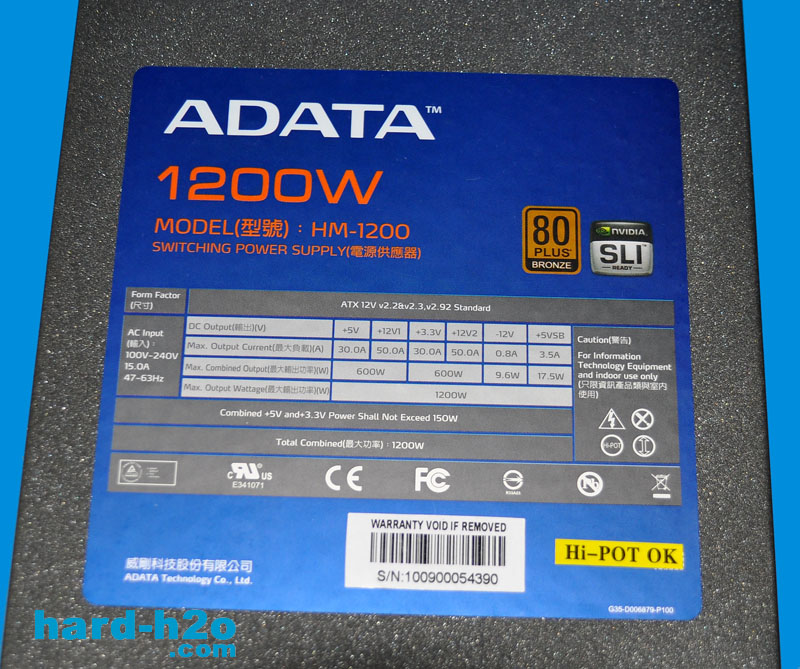 ADATA™
1200W
MODEL(型號) : HM-1200
SWITCHING POWER SUPPLY(電源供應器)
80
PLUS®
BRONZE
NVIDIA
SLI™
READY
Form Factor
(尺寸)
ATX 12V v2.2&v2.3,v2.92 Standard
AC Input
(輸入) :
100V-240V
15.0A
47-63Hz
DC Output(輸出)(V) +5V +12V1 +3.3V +12V2 -12V +5VSB
Max. Output Current(最大負載)(A) 30.0A 50.0A 30.0A 50.0A 0.8A 3.5A
Max. Combined Output(最大輸出功率)(W) 600W 600W 9.6W 17.5W
Max. Output Wattage(最大輸出功率)(W) 1200W
Caution(警告)
For Information
Technology Equipment
and indoor use only
(只限資訊產品類與室內
使用)
Combined +5V and+3.3V Power Shall Not Exceed 150W
Total Combined(最大功率) : 1200W
HI-POT
c RU US
E341071
CE
FC
N
WARRANTY VOID IF REMOVED
S/N:100900054390
Hi-POT OK
威剛科技股份有限公司
ADATA Technology Co., Ltd.
G35-D006879-P100
hard-h2o
.com